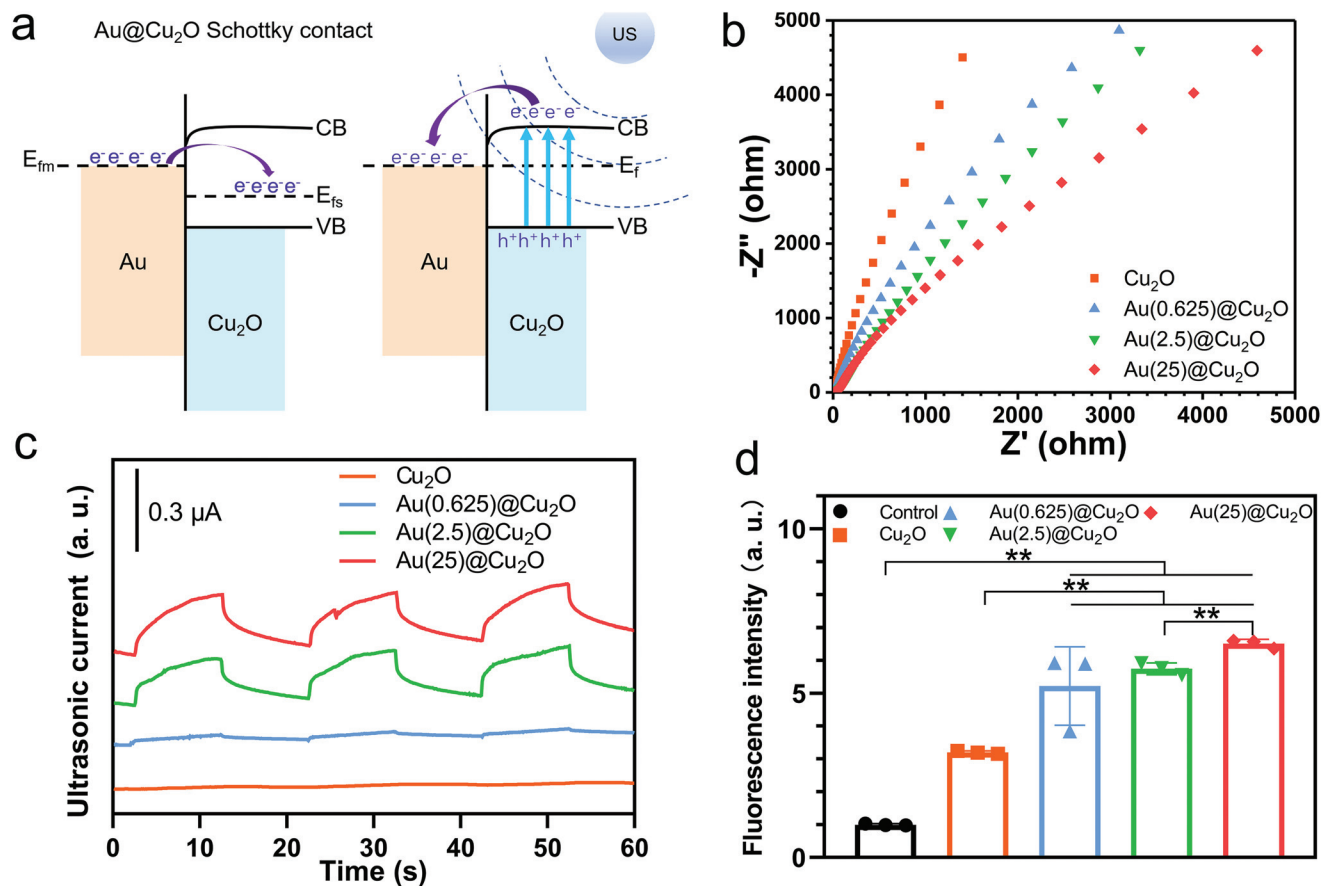 a
Au@Cu₂O Schottky contact
US
e⁻e⁻e⁻ e⁻
CB
CB
E_fm
e⁻e⁻e⁻ e⁻
e⁻e⁻e⁻e⁻
e⁻e⁻e⁻ e⁻
E_f
E_fs
VB
VB
h⁺h⁺h⁺h⁺
Au
Au
Cu₂O
Cu₂O
b
5000
4000
3000
2000
1000
0
-Z" (ohm)
Cu₂O
Au(0.625)@Cu₂O
Au(2.5)@Cu₂O
Au(25)@Cu₂O
0 1000 2000 3000 4000 5000
Z' (ohm)
c
0.3 µA
Cu₂O
Au(0.625)@Cu₂O
Au(2.5)@Cu₂O
Au(25)@Cu₂O
Ultrasonic current (a. u.)
0 10 20 30 40 50 60
Time (s)
d
Control Au(0.625)@Cu₂O Au(25)@Cu₂O
Cu₂O Au(2.5)@Cu₂O
10
5
0
Fluorescence intensity (a. u.)
**
**
**